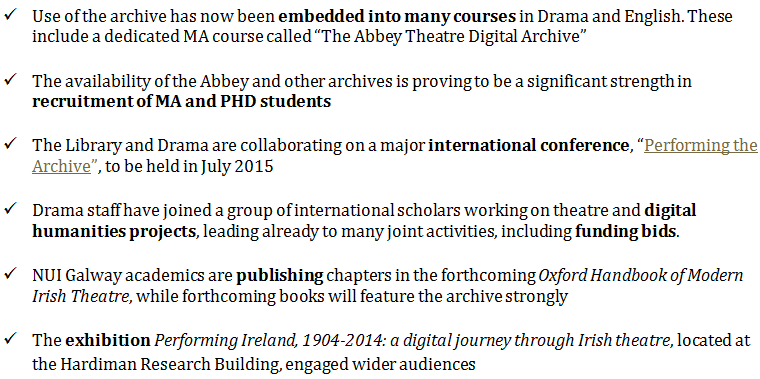 ✓ Use of the archive has now been embedded into many courses in Drama and English. These
include a dedicated MA course called “The Abbey Theatre Digital Archive”
✓ The availability of the Abbey and other archives is proving to be a significant strength in
recruitment of MA and PHD students
✓ The Library and Drama are collaborating on a major international conference, “Performing the
Archive”, to be held in July 2015
✓ Drama staff have joined a group of international scholars working on theatre and digital
humanities projects, leading already to many joint activities, including funding bids.
✓ NUI Galway academics are publishing chapters in the forthcoming Oxford Handbook of Modern
Irish Theatre, while forthcoming books will feature the archive strongly
✓ The exhibition Performing Ireland, 1904-2014: a digital journey through Irish theatre, located at
the Hardiman Research Building, engaged wider audiences